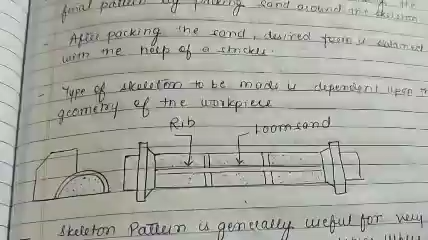 final pattern by packing sand around the skeleton
- After packing the sand, desired form is obtained
with the help of a strickle.
- Type of skeleton to be made is dependent upon
geometry of the workpiece
Rib
Loomsand
Skeleton Pattern is generally useful for very